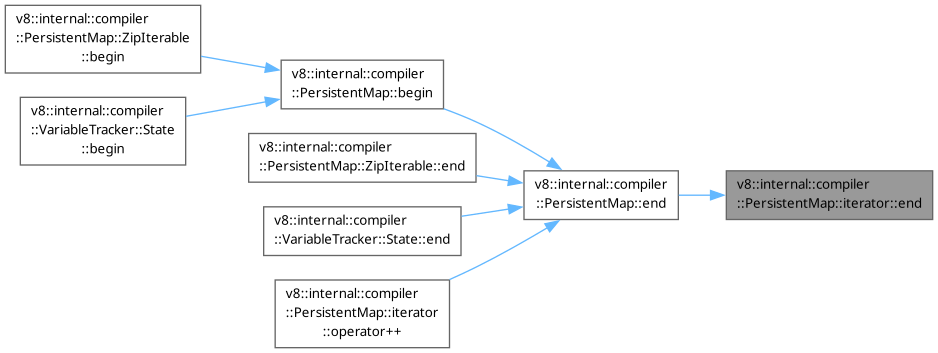 v8::internal::compiler
::PersistentMap::ZipIterable
::begin
v8::internal::compiler
::VariableTracker::State
::begin
v8::internal::compiler
::PersistentMap::begin
v8::internal::compiler
::PersistentMap::ZipIterable::end
v8::internal::compiler
::VariableTracker::State::end
v8::internal::compiler
::PersistentMap::iterator
::operator++
v8::internal::compiler
::PersistentMap::end
v8::internal::compiler
::PersistentMap::iterator::end